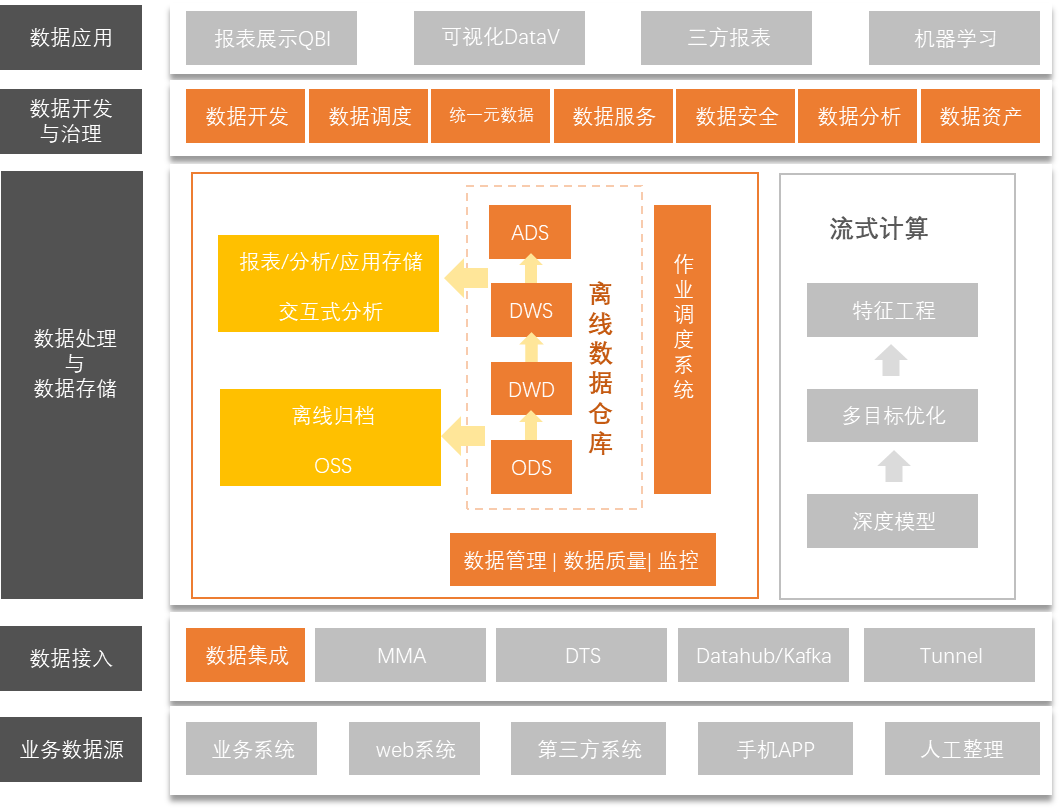 数据应用
报表展示QBI
可视化DataV
三方报表
机器学习
数据开发
与治理
数据开发
数据调度
统一元数据
数据服务
数据安全
数据分析
数据资产
数据处理
与
数据存储
报表/分析/应用存储
交互式分析
离线归档
OSS
ADS
DWS
DWD
ODS
离线数据仓库
作业调度系统
数据管理 | 数据质量| 监控
流式计算
特征工程
多目标优化
深度模型
数据接入
数据集成
MMA
DTS
Datahub/Kafka
Tunnel
业务数据源
业务系统
web系统
第三方系统
手机APP
人工整理